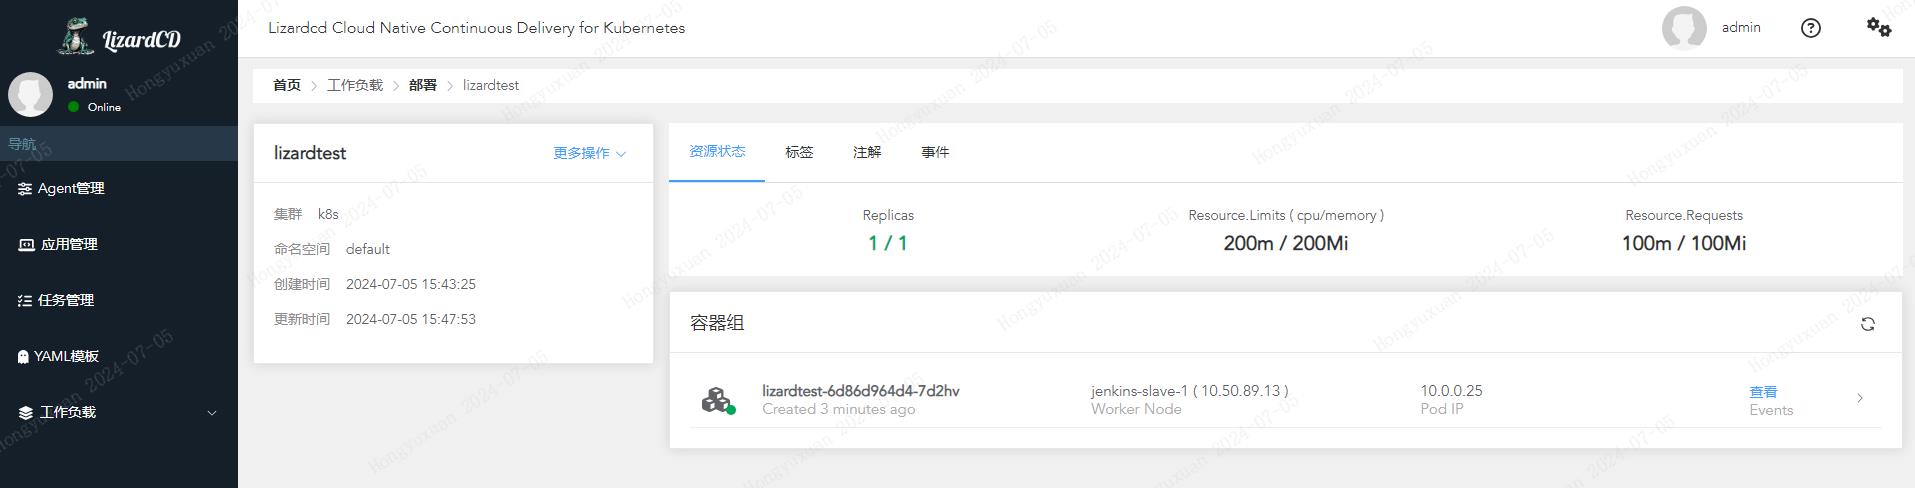 LizardCD
admin
Online
导航
Agent管理
应用管理
任务管理
YAML模板
工作负载
Lizardcd Cloud Native Continuous Delivery for Kubernetes
admin
首页 > 工作负载 > 部署 > lizardtest
lizardtest 更多操作
集群 k8s
命名空间 default
创建时间 2024-07-05 15:43:25
更新时间 2024-07-05 15:47:53
资源状态 标签 注解 事件
Replicas
1 / 1
Resource.Limits ( cpu/memory )
200m / 200Mi
Resource.Requests
100m / 100Mi
容器组
lizardtest-6d86d964d4-7d2hv
Created 3 minutes ago
jenkins-slave-1 ( 10.50.89.13 )
Worker Node
10.0.0.25
Pod IP
查看
Events
Hongyuxuan 2024-07-05